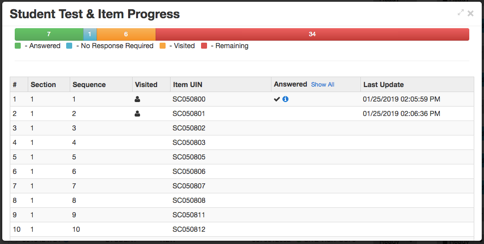 Student Test & Item Progress
7 1 6 34
- Answered - No Response Required - Visited - Remaining
# Section Sequence Visited Item UIN Answered Show All Last Update
1 1 1 SC050800 01/25/2019 02:05:59 PM
2 1 2 SC050801 01/25/2019 02:06:36 PM
3 1 3 SC050802
4 1 4 SC050803
5 1 5 SC050805
6 1 6 SC050806
7 1 7 SC050807
8 1 8 SC050808
9 1 9 SC050811
10 1 10 SC050812